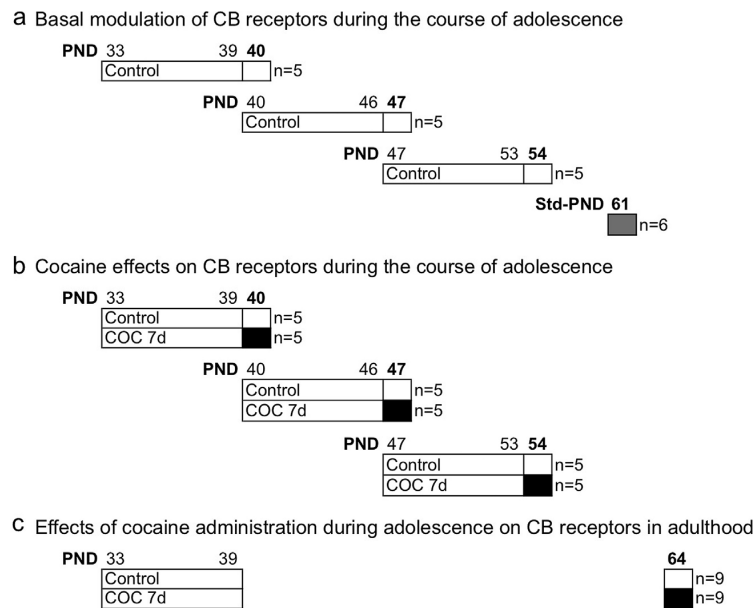 a Basal modulation of CB receptors during the course of adolescence
PND 33 39 40
Control n=5
PND 40 46 47
Control n=5
PND 47 53 54
Control n=5
Std-PND 61
n=6
b Cocaine effects on CB receptors during the course of adolescence
PND 33 39 40
Control n=5
COC 7d n=5
PND 40 46 47
Control n=5
COC 7d n=5
PND 47 53 54
Control n=5
COC 7d n=5
c Effects of cocaine administration during adolescence on CB receptors in adulthood
PND 33 39 64
Control n=9
COC 7d n=9